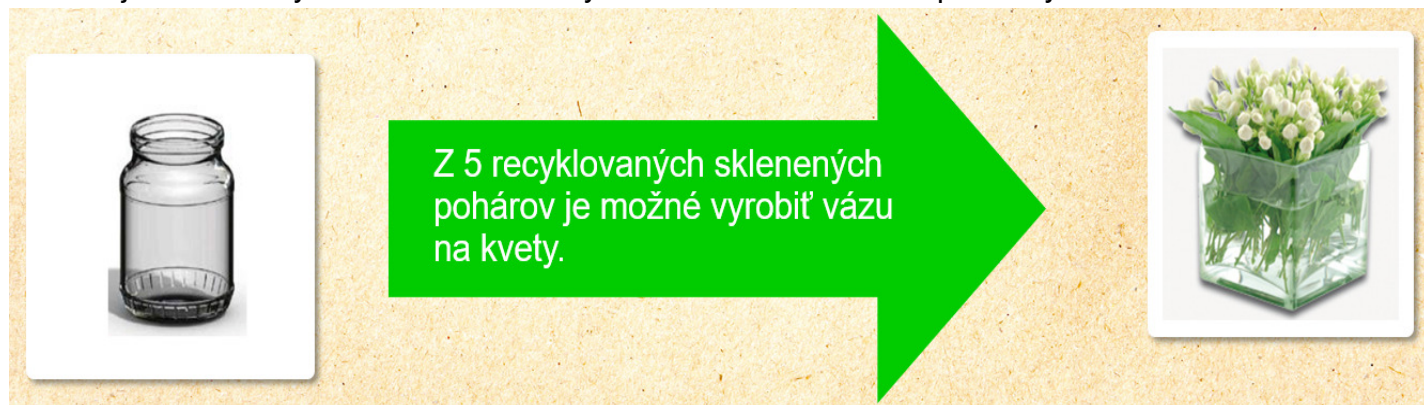 Z 5 recyklovaných sklenených
pohárov je možné vyrobiť vázu
na kvety.